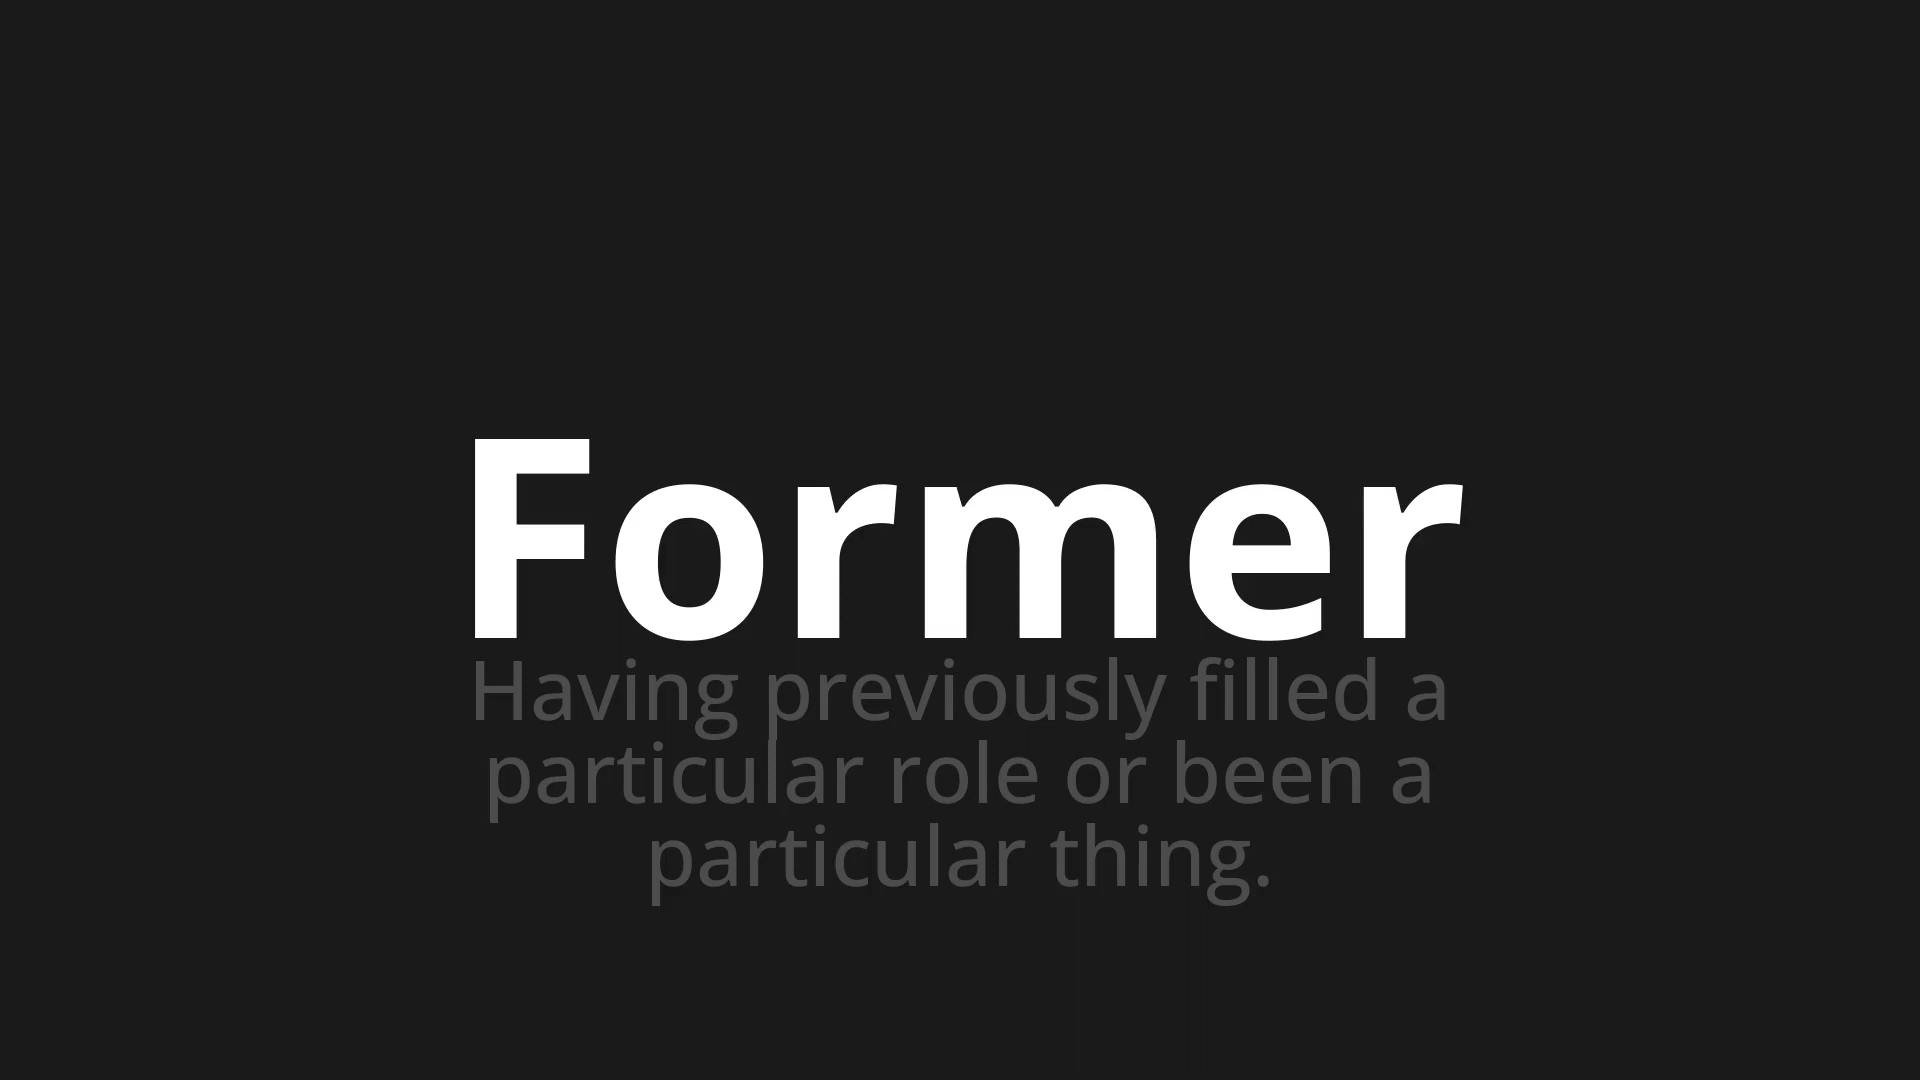 Former
Having previously filled a
particular role or been a
particular thing.